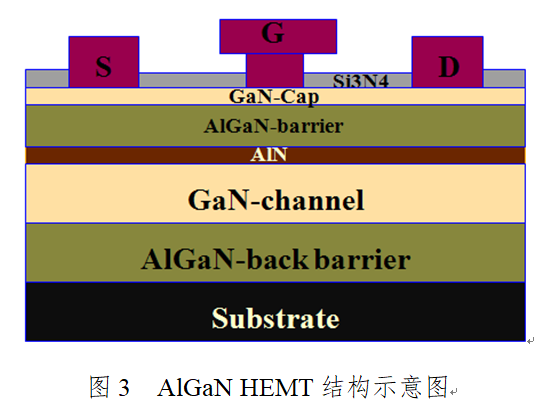 G
S
D
Si3N4
GaN-Cap
AlGaN-barrier
AlN
GaN-channel
AlGaN-back barrier
Substrate
图 3 AlGaN HEMT 结构示意图